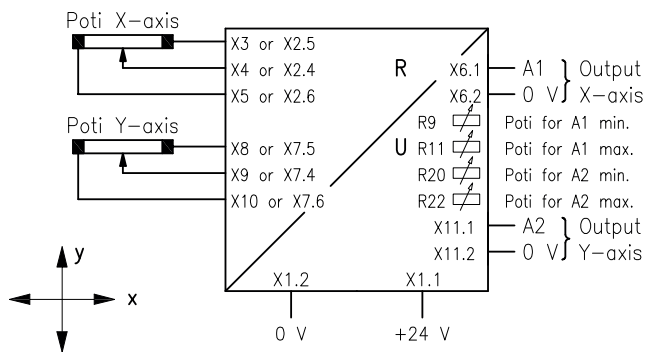 Poti X-axis
X3 or X2.5
X4 or X2.4
X5 or X2.6
Poti Y-axis
X8 or X7.5
X9 or X7.4
X10 or X7.6
R
U
X6.1 A1 Output
X6.2 0 V X-axis
R9 Poti for A1 min.
R11 Poti for A1 max.
R20 Poti for A2 min.
R22 Poti for A2 max.
X11.1 A2 Output
X11.2 0 V Y-axis
X1.2 X1.1
0 V +24 V
y
x